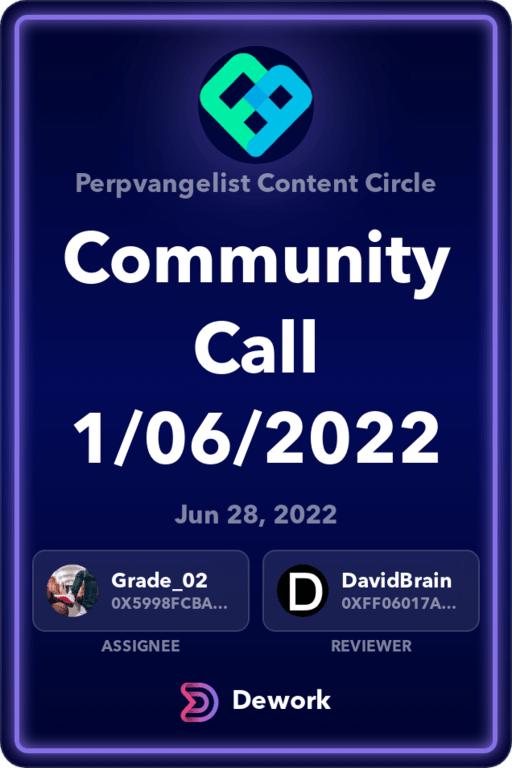 Perpvangelist Content Circle
Community
Call
1/06/2022
Jun 28, 2022
Grade_02
0X5998FCBA...
ASSIGNEE
D
DavidBrain
0XFF06017A...
REVIEWER
Dework